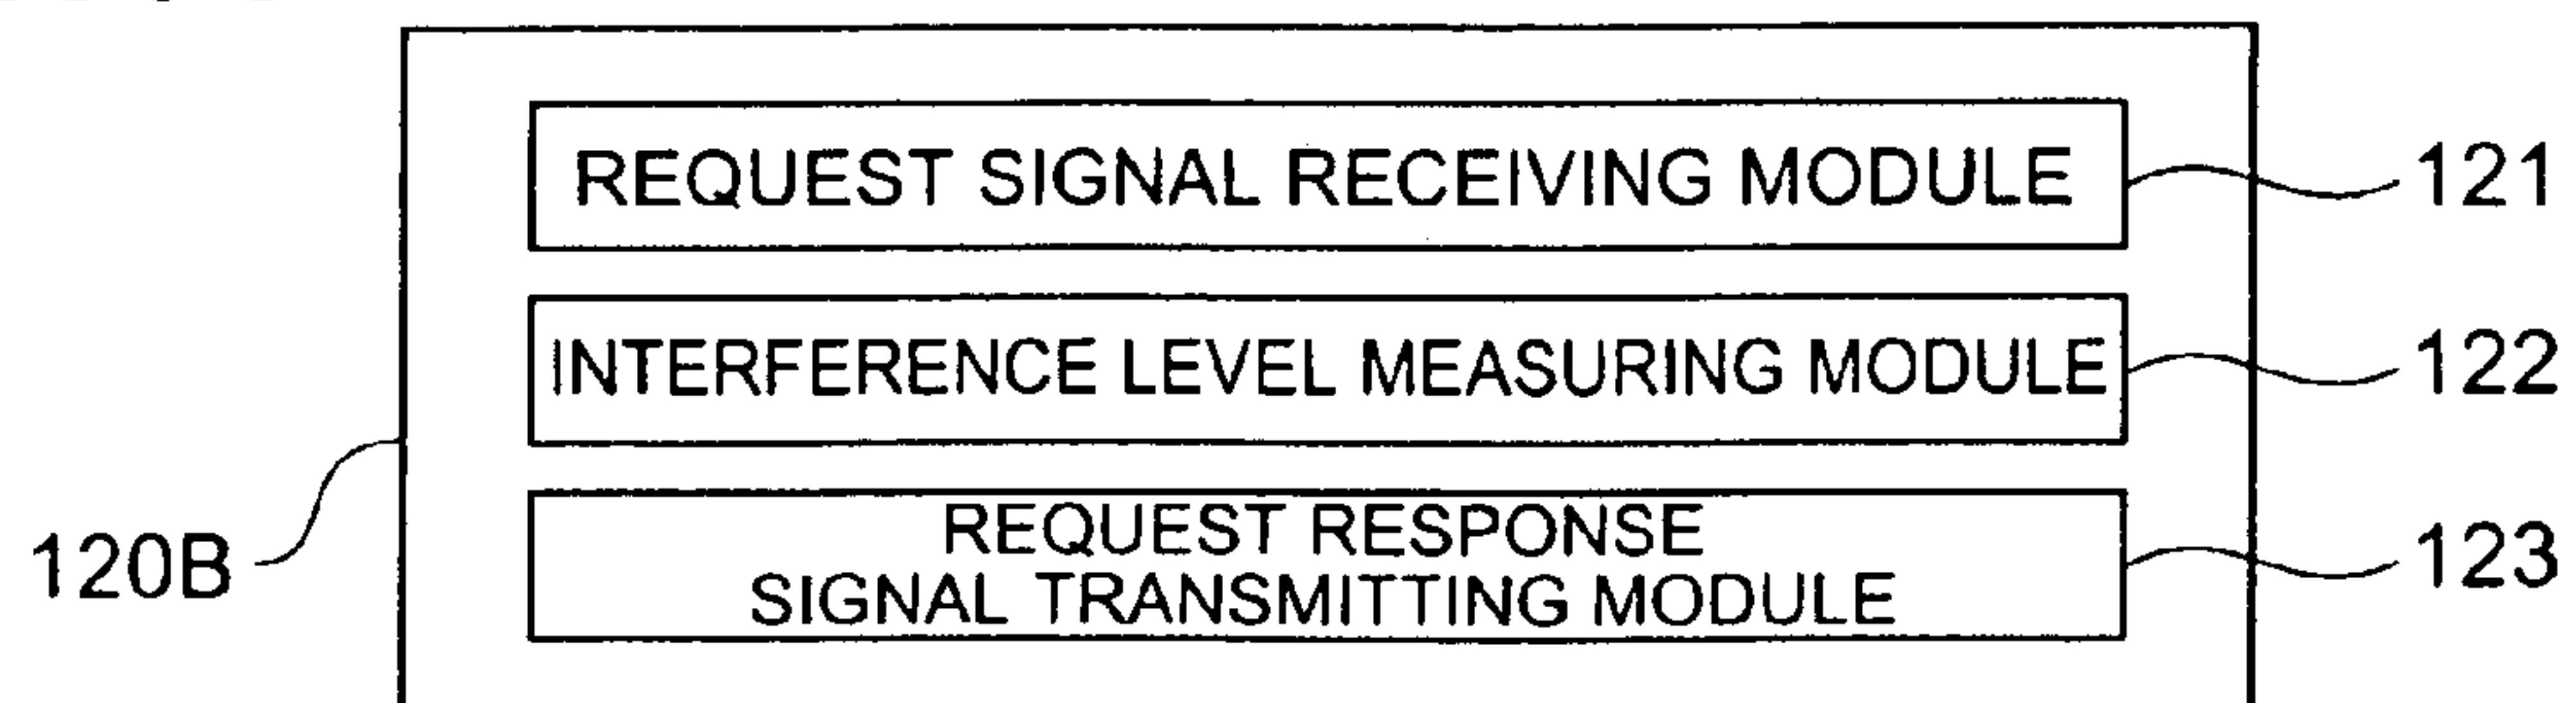 REQUEST SIGNAL RECEIVING MODULE
121
INTERFERENCE LEVEL MEASURING MODULE
122
120B
REQUEST RESPONSE
SIGNAL TRANSMITTING MODULE
123